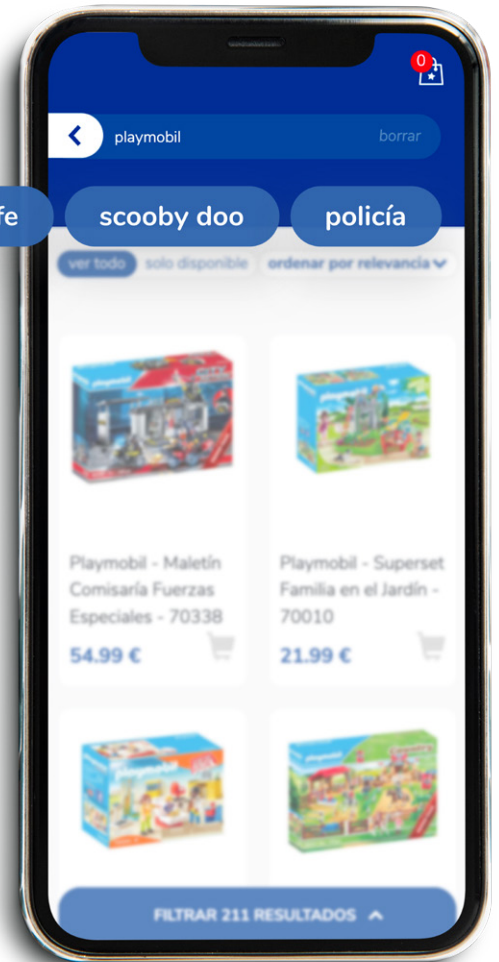 0
playmobil borrar
fe scooby doo policía
ver todo solo disponible ordenar por relevancia
Playmobil - Maletín
Comisaría Fuerzas
Especiales - 70338
54.99 €
Playmobil - Superset
Familia en el Jardín -
70010
21.99 €
FILTRAR 211 RESULTADOS